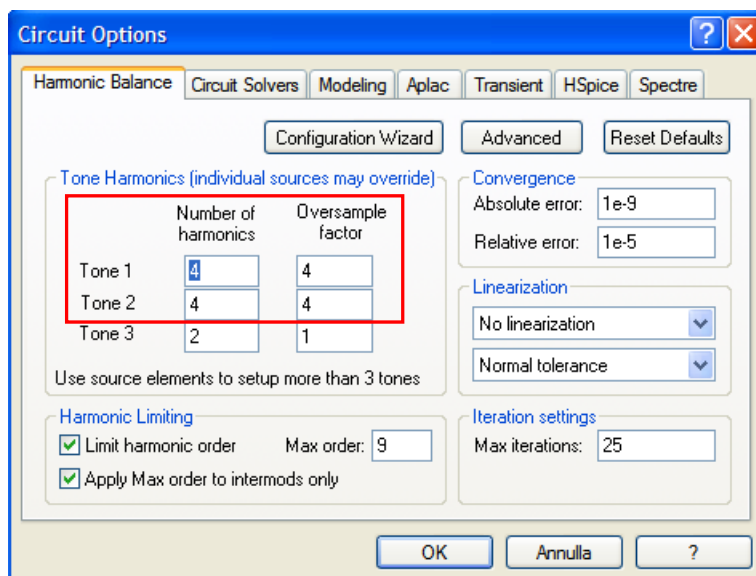 Circuit Options
Harmonic Balance Circuit Solvers Modeling Aplac Transient HSpice Spectre
Configuration Wizard Advanced Reset Defaults
Tone Harmonics (individual sources may override)
Number of harmonics Oversample factor
Tone 1 4 4
Tone 2 4 4
Tone 3 2 1
Use source elements to setup more than 3 tones
Convergence
Absolute error: 1e-9
Relative error: 1e-5
Linearization
No linearization
Normal tolerance
Harmonic Limiting
Limit harmonic order Max order: 9
Apply Max order to intermods only
Iteration settings
Max iterations: 25
OK Annulla ?